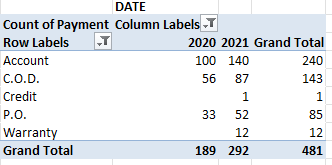 DATE
Count of Payment Column Labels
Row Labels 2020 2021 Grand Total
Account 100 140 240
C.O.D. 56 87 143
Credit 1 1
P.O. 33 52 85
Warranty 12 12
Grand Total 189 292 481